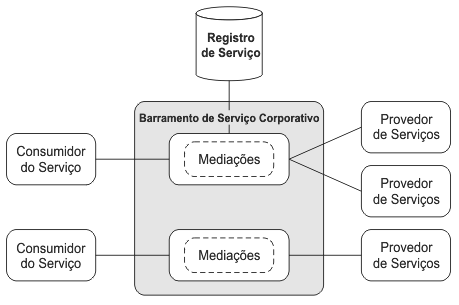 Registro
de Serviço
Barramento de Serviço Corporativo
Consumidor
do Serviço
Mediações
Provedor
de Serviços
Provedor
de Serviços
Consumidor
do Serviço
Mediações
Provedor
de Serviços